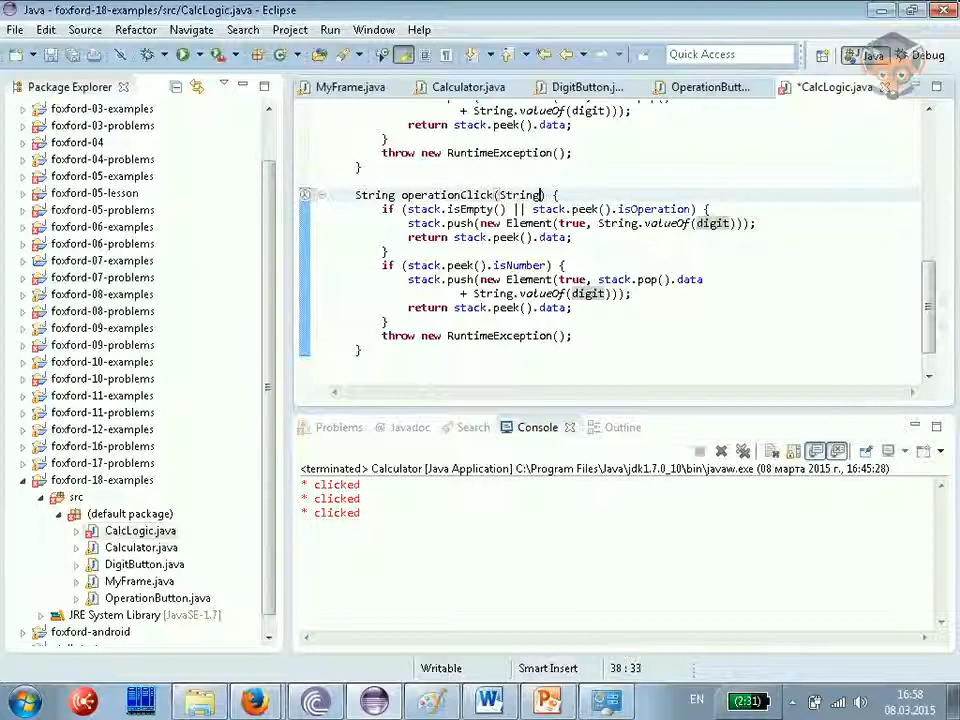 Java - foxford-18-examples/src/CalcLogic.java - Eclipse
File Edit Source Refactor Navigate Search Project Run Window Help
Quick Access
Java
Debug
Package Explorer
MyFrame.java
Calculator.java
DigitButton.j...
OperationButt...
*CalcLogic.java
foxford-03-examples
foxford-03-problems
foxford-04
foxford-04-problems
foxford-05-lesson
foxford-05-problems
foxford-06-problems
foxford-07-examples
foxford-07-problems
foxford-08-examples
foxford-08-problems
foxford-09-examples
foxford-09-problems
foxford-10-examples
foxford-10-problems
foxford-11-examples
foxford-11-problems
foxford-12-examples
foxford-16-problems
foxford-17-problems
foxford-18-examples
src
(default package)
CalcLogic.java
Calculator.java
DigitButton.java
MyFrame.java
OperationButton.java
JRE System Library [JavaSE-1.7]
foxford-android
+ String.valueOf(digit)));
return stack.peek().data;
}
throw new RuntimeException();
}
String operationClick(String) {
if (stack.isEmpty() || stack.peek().isOperation) {
stack.push(new Element(true, String.valueOf(digit)));
return stack.peek().data;
}
if (stack.peek().isNumber) {
stack.push(new Element(true, stack.pop().data
+ String.valueOf(digit)));
return stack.peek().data;
}
throw new RuntimeException();
}
Problems
Javadoc
Search
Console
Outline
<terminated> Calculator [Java Application] C:\Program Files\Java\jdk1.7.0_10\bin\javaw.exe (08 марта 2015 г., 16:45:28)
* clicked
* clicked
* clicked
Writable
Smart Insert
38 : 33
EN
(2:31)
16:58
08.03.2015